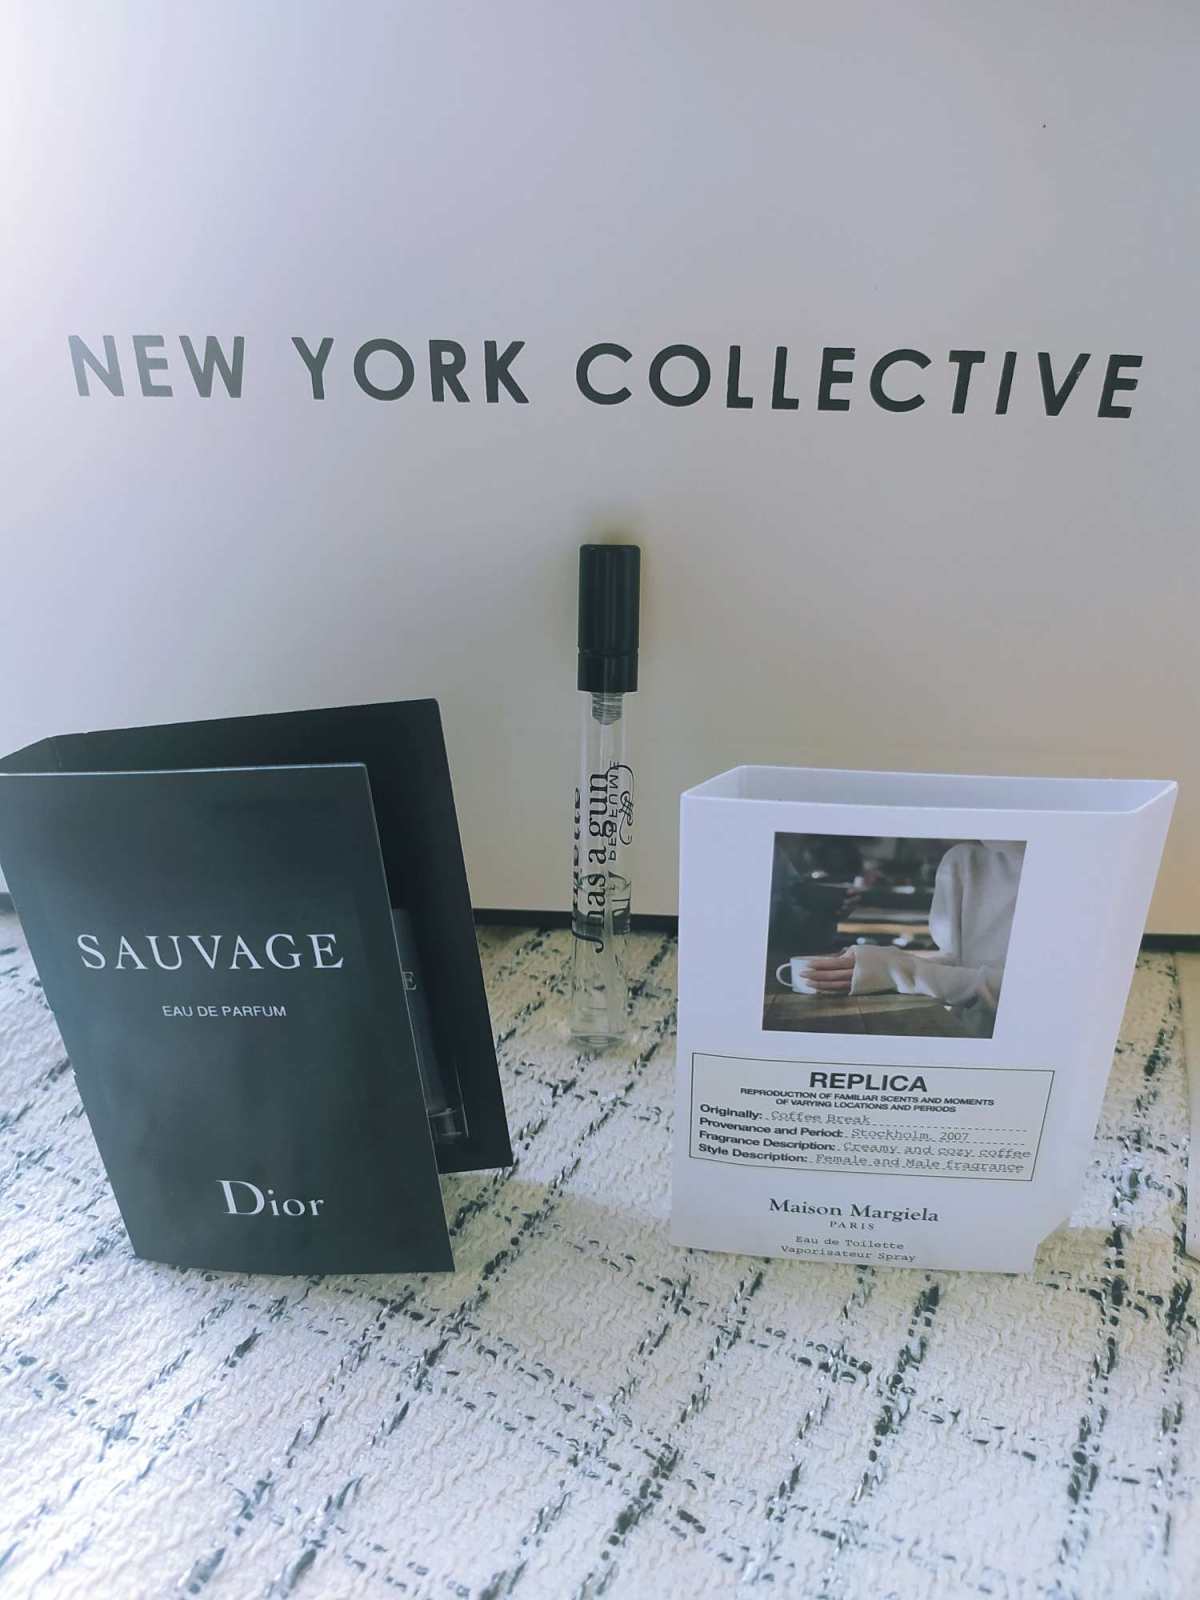 NEW YORK COLLECTIVE
SAUVAGE
EAU DE PARFUM
Dior
has a gun
PERFUME
REPLICA
REPRODUCTION OF FAMILIAR SCENTS AND MOMENTS
OF VARYING LOCATIONS AND PERIODS
Originally: Coffee Break
Provenance and Period: Stockholm, 2007
Fragrance Description: Creamy and cozy coffee
Style Description: Female and Male fragrance
Maison Margiela
PARIS
Eau de Toilette
Vaporisateur Spray